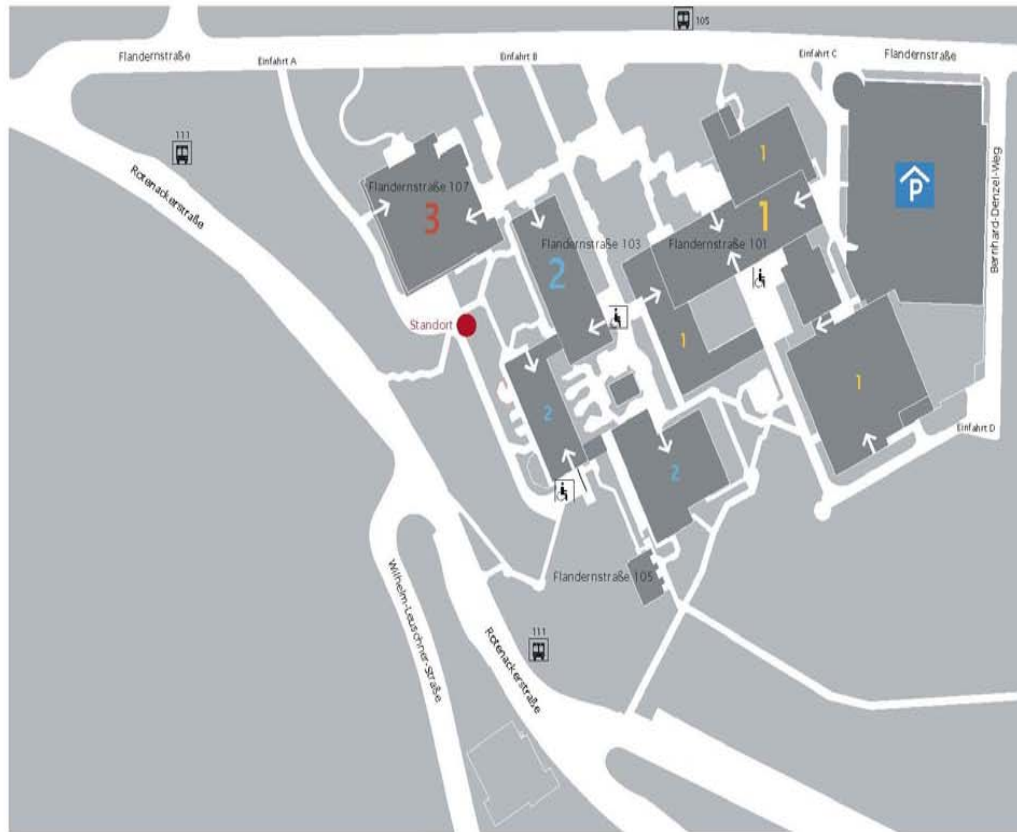 105
Flandernstraße
Einfahrt A
Einfahrt B
Einfahrt C
Flandernstraße
111
Rotenackerstraße
1
P
Bernhard-Denzel-Weg
Flandernstraße 107
3
1
Flandernstraße 103
Flandernstraße 101
2
Standort
1
1
2
Einfahrt D
2
Flandernstraße 105
Wilhelm-Leuschner-Straße
111
Rotenackerstraße